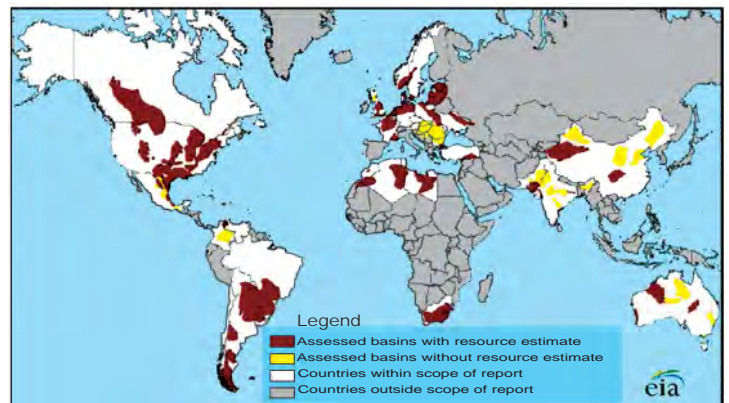 Legend
Assessed basins with resource estimate
Assessed basins without resource estimate
Countries within scope of report
Countries outside scope of report
eia